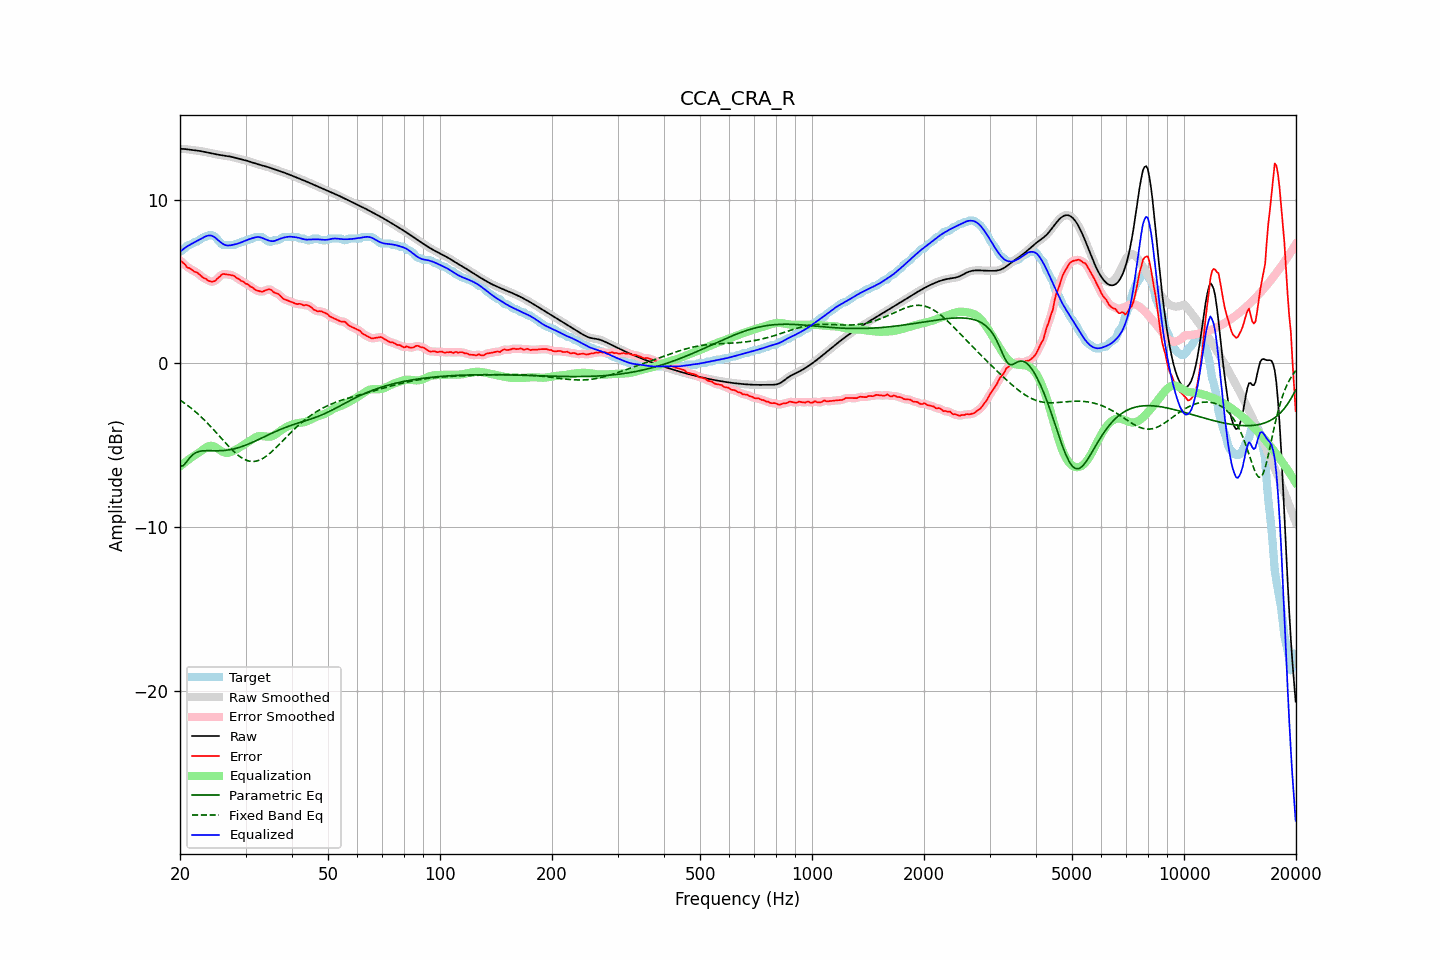 CCA_CRA_R
Amplitude (dBr)
10
0
−10
−20
Target
Raw Smoothed
Error Smoothed
Raw
Error
Equalization
Parametric Eq
Fixed Band Eq
Equalized
20 50 100 200 500 1000 2000 5000 10000 20000
Frequency (Hz)